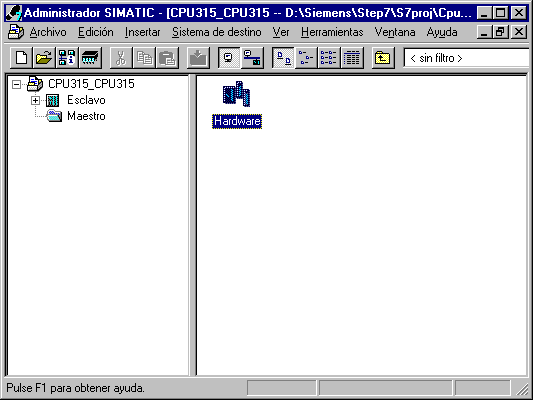 Administrador SIMATIC - [CPU315_CPU315 -- D:\Siemens\Step7\S7proj\Cpu...
Archivo Edición Insertar Sistema de destino Ver Herramientas Ventana Ayuda
< sin filtro >
CPU315_CPU315
Esclavo
Maestro
Hardware
Pulse F1 para obtener ayuda.